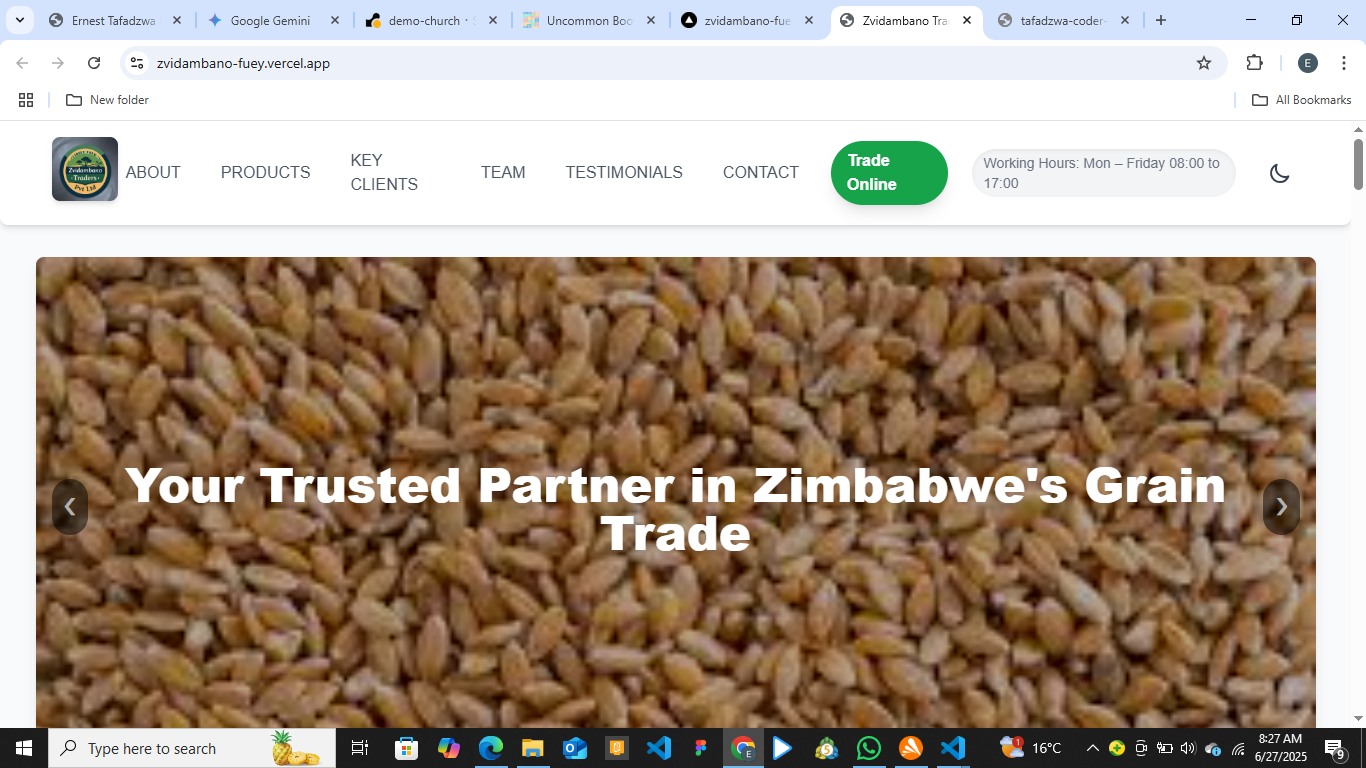 Ernest Tafadzwa
Google Gemini
demo-church · S
Uncommon Boo
zvidambano-fue
Zvidambano Tra
tafadzwa-coder-
zvidambano-fuey.vercel.app
E
New folder
All Bookmarks
Zvidambano
Traders
Pvt Ltd
ABOUT
PRODUCTS
KEY
CLIENTS
TEAM
TESTIMONIALS
CONTACT
Trade
Online
Working Hours: Mon – Friday 08:00 to
17:00
Your Trusted Partner in Zimbabwe's Grain
Trade
Type here to search
E
1
16°C
8:27 AM
6/27/2025
9